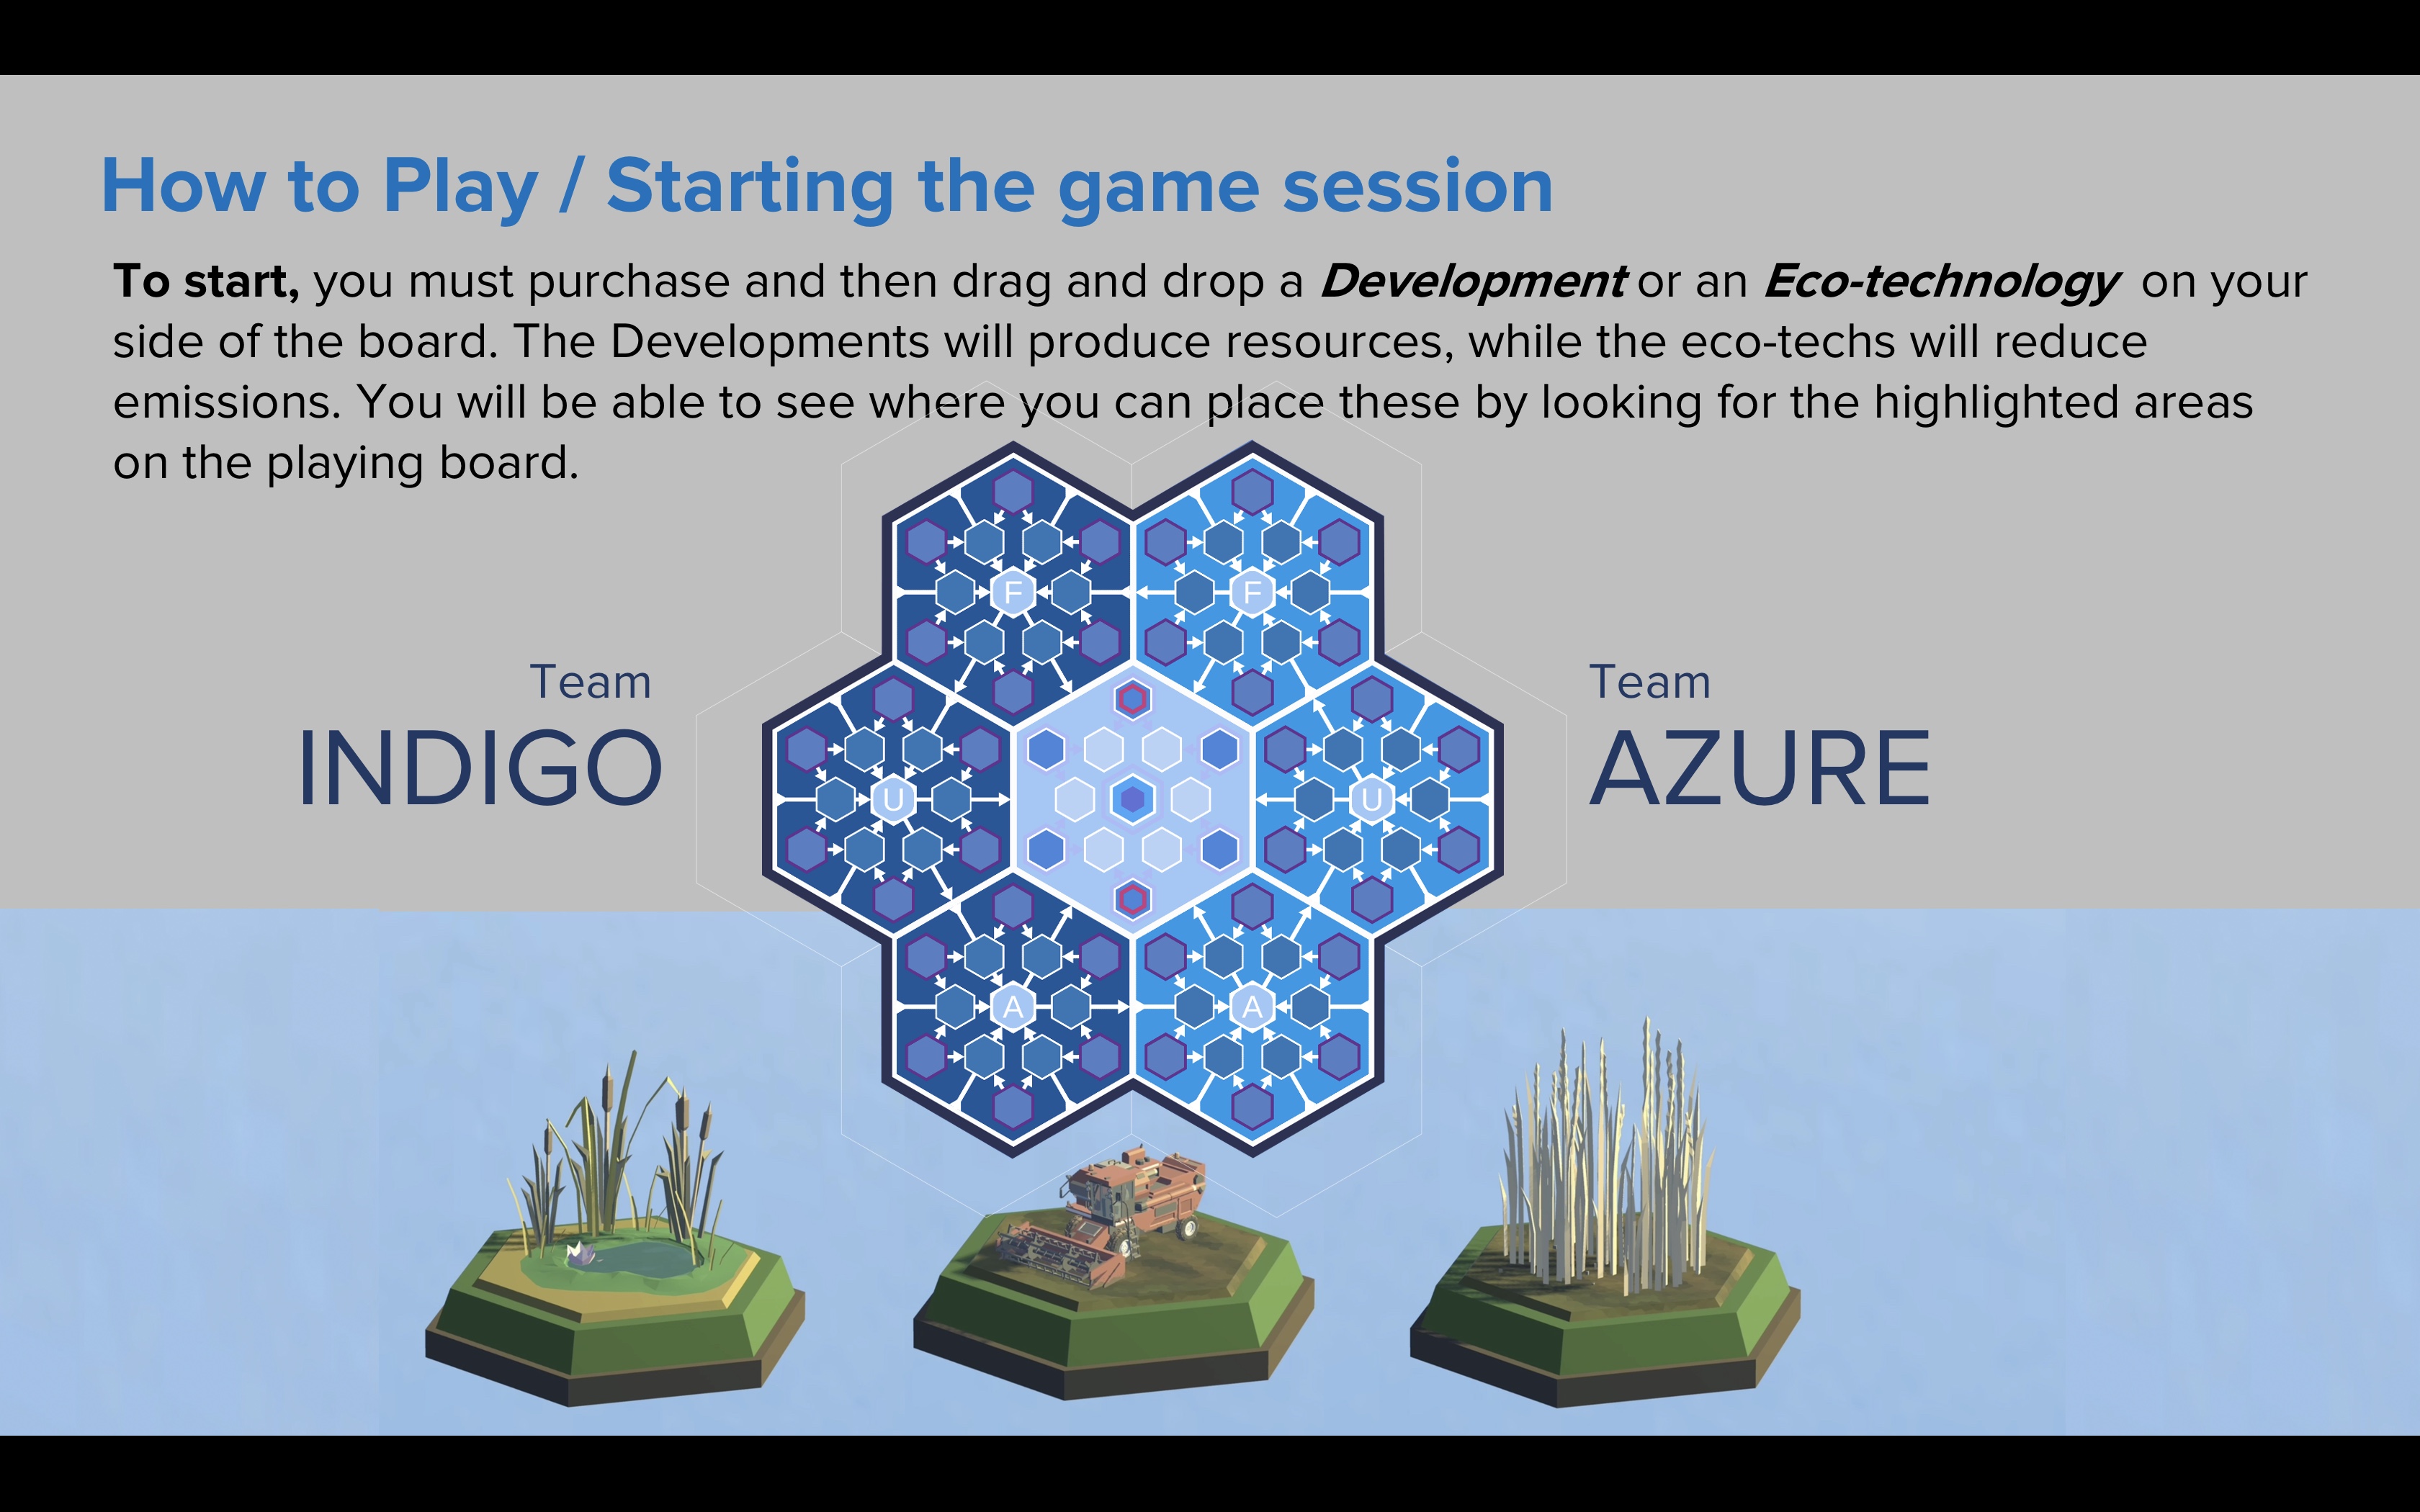 How to Play / Starting the game session
To start, you must purchase and then drag and drop a Development or an Eco-technology on your
side of the board. The Developments will produce resources, while the eco-techs will reduce
emissions. You will be able to see where you can place these by looking for the highlighted areas
on the playing board.
F
F
Team
INDIGO
U
U
Team
AZURE
A
A